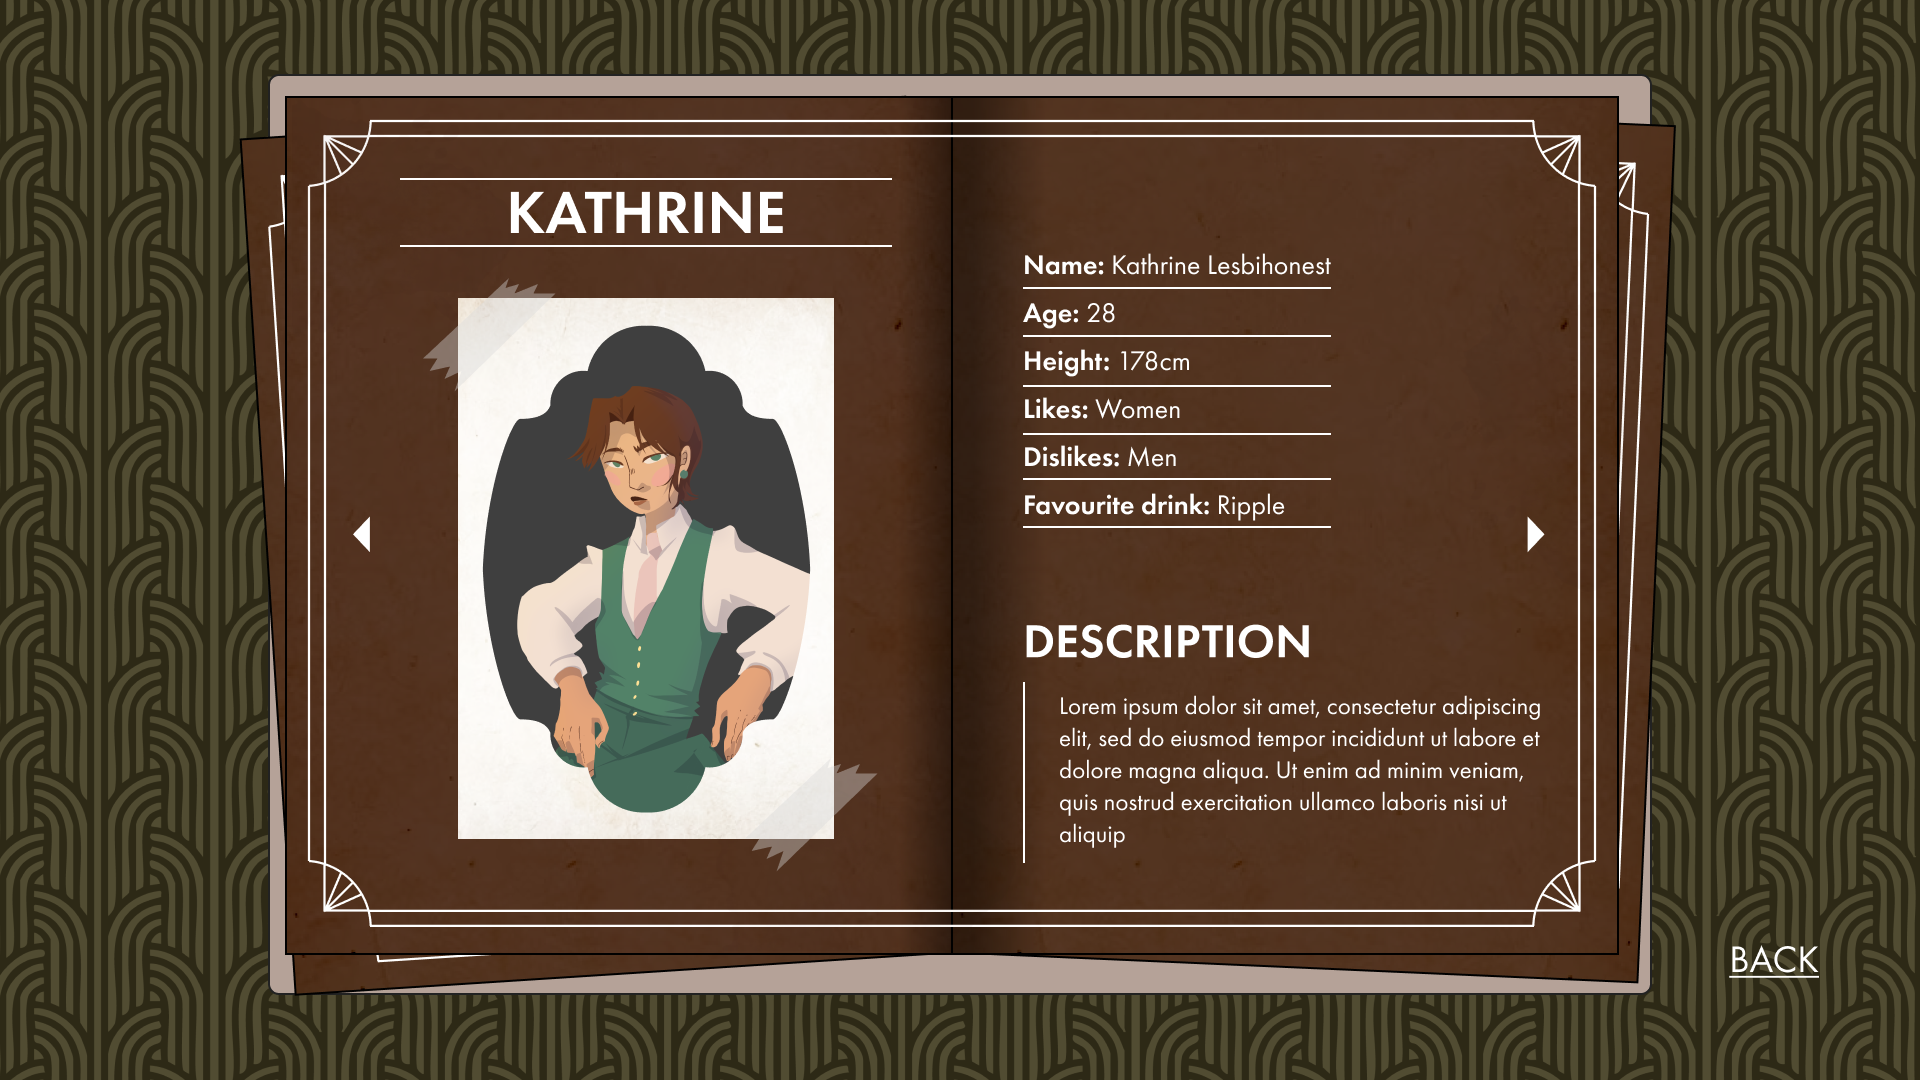 KATHRINE
Name: Kathrine Lesbihonest
Age: 28
Height: 178cm
Likes: Women
Dislikes: Men
Favourite drink: Ripple
DESCRIPTION
Lorem ipsum dolor sit amet, consectetur adipiscing
elit, sed do eiusmod tempor incididunt ut labore et
dolore magna aliqua. Ut enim ad minim veniam,
quis nostrud exercitation ullamco laboris nisi ut
aliquip
BACK